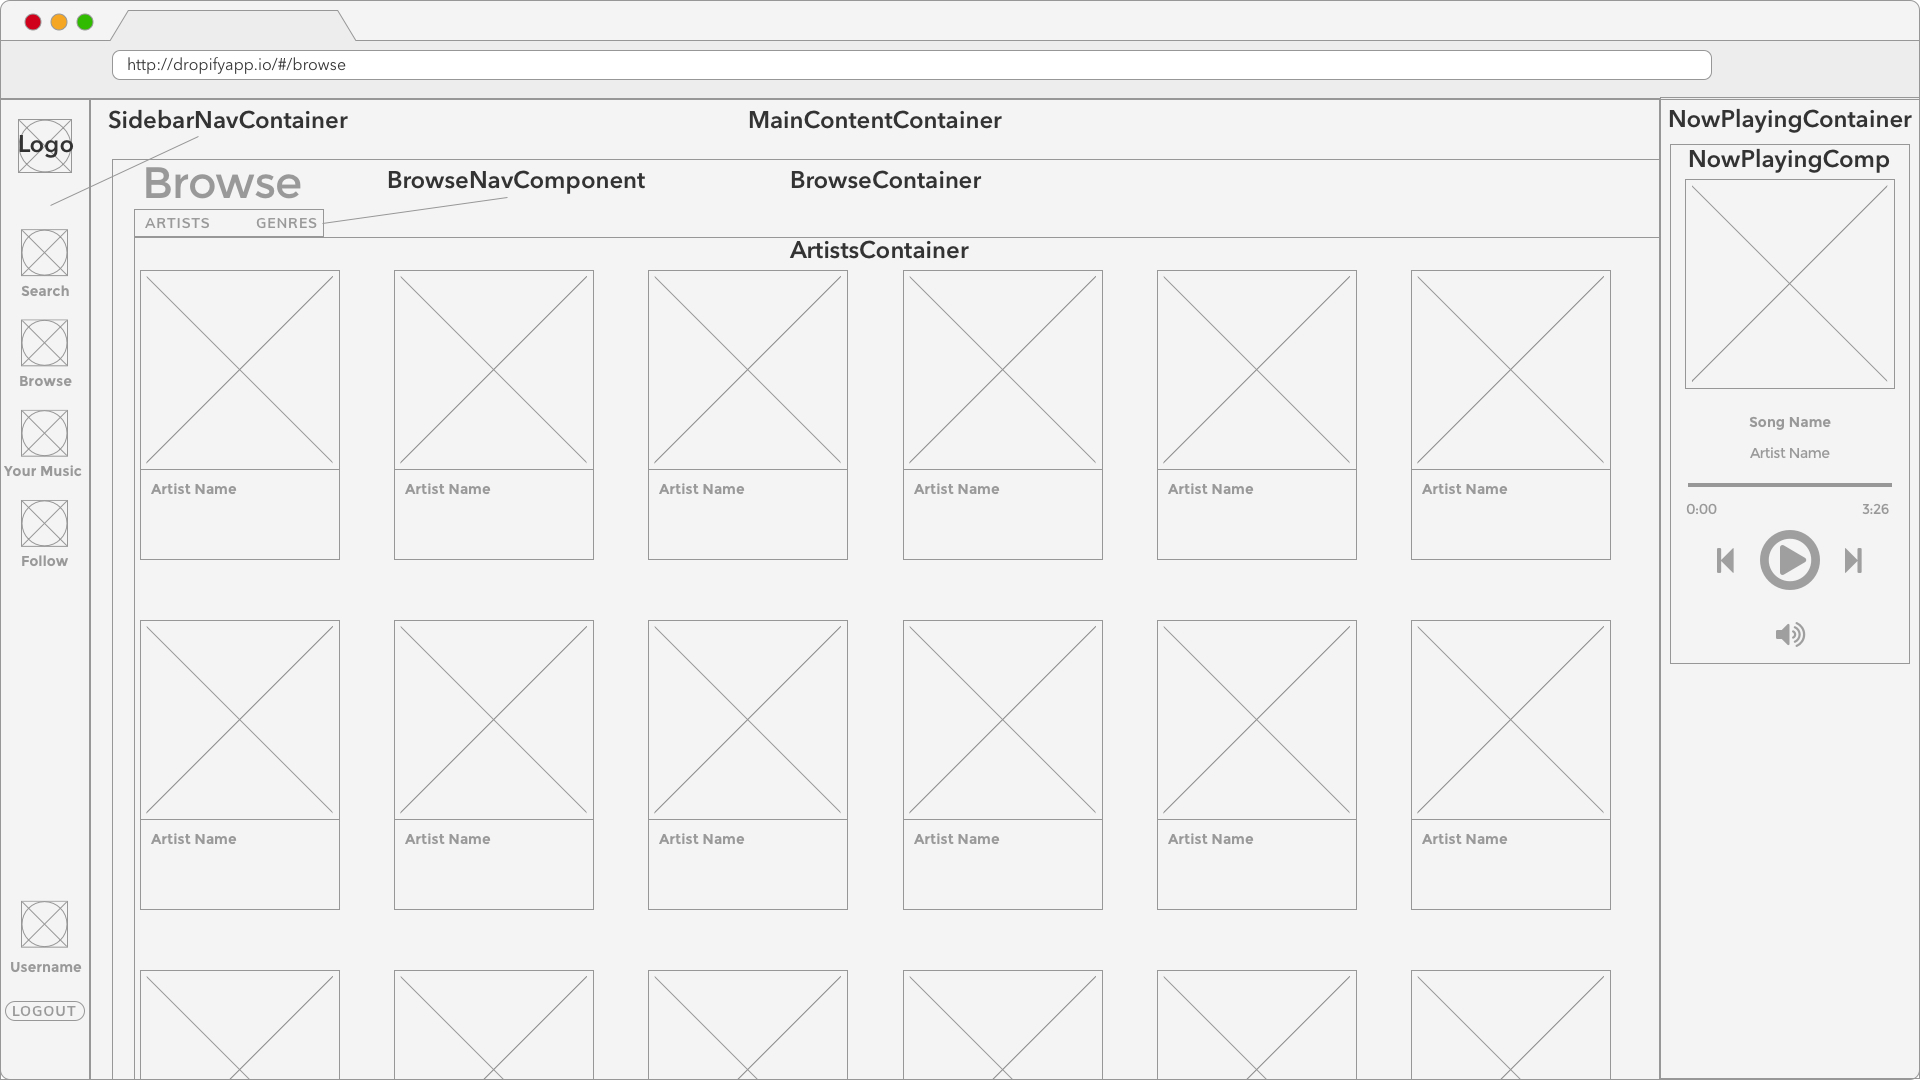 http://dropifyapp.io/#/browse
SidebarNavContainer
MainContentContainer
NowPlayingContainer
Logo
NowPlayingComp
Browse
BrowseNavComponent
BrowseContainer
ARTISTS GENRES
ArtistsContainer
Search
Browse
Your Music
Follow
Username
LOGOUT
Artist Name
Artist Name
Artist Name
Artist Name
Artist Name
Artist Name
Artist Name
Artist Name
Artist Name
Artist Name
Artist Name
Artist Name
Song Name
Artist Name
0:00 3:26